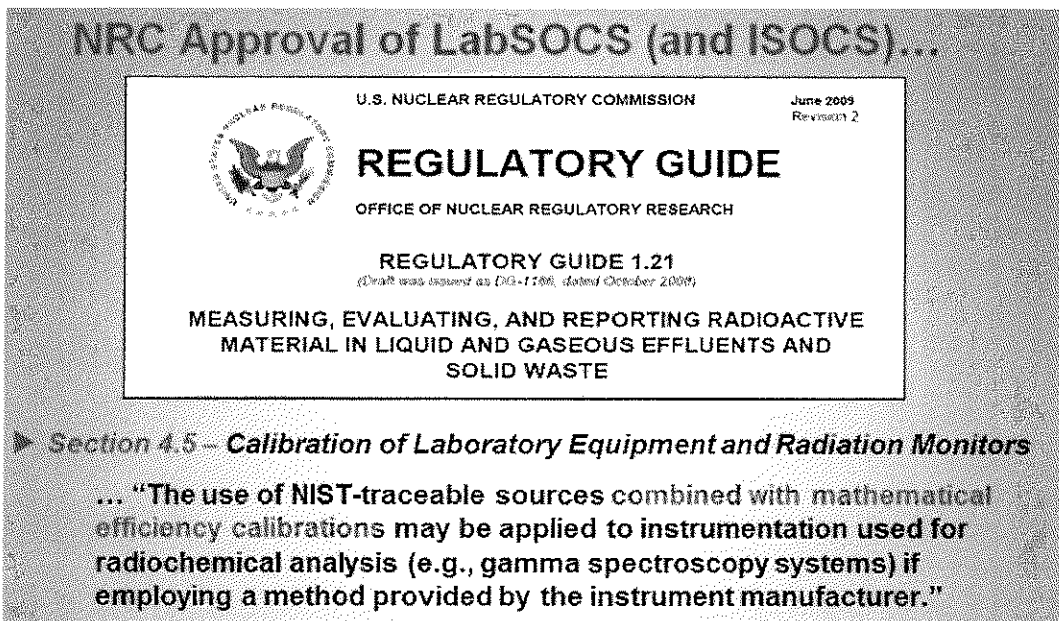 NRC Approval of LabSOCS (and ISOCS)...
U.S. NUCLEAR REGULATORY COMMISSION
June 2009
Revision 2
REGULATORY GUIDE
OFFICE OF NUCLEAR REGULATORY RESEARCH
REGULATORY GUIDE 1.21
(Draft was issued as DG-1186, dated October 2008)
MEASURING, EVALUATING, AND REPORTING RADIOACTIVE
MATERIAL IN LIQUID AND GASEOUS EFFLUENTS AND
SOLID WASTE
► Section 4.5 – Calibration of Laboratory Equipment and Radiation Monitors
... “The use of NIST-traceable sources combined with mathematical
efficiency calibrations may be applied to instrumentation used for
radiochemical analysis (e.g., gamma spectroscopy systems) if
employing a method provided by the instrument manufacturer.”